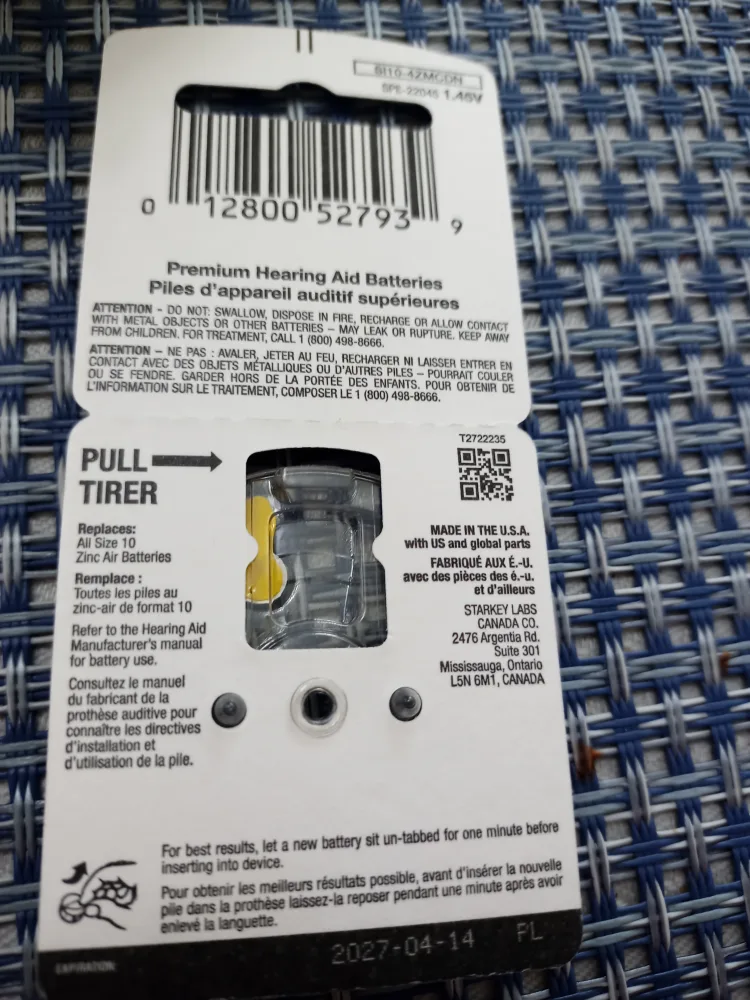 SI10-4ZMCDN
SPE-22045 1.45V
0 12800 52793 9
Premium Hearing Aid Batteries
Piles d'appareil auditif supérieures
ATTENTION – DO NOT: SWALLOW, DISPOSE IN FIRE, RECHARGE OR ALLOW CONTACT
WITH METAL OBJECTS OR OTHER BATTERIES – MAY LEAK OR RUPTURE. KEEP AWAY
FROM CHILDREN. FOR TREATMENT, CALL 1 (800) 498-8666.
ATTENTION – NE PAS : AVALER, JETER AU FEU, RECHARGER NI LAISSER ENTRER EN
CONTACT AVEC DES OBJETS MÉTALLIQUES OU D'AUTRES PILES – POURRAIT COULER
OU SE FENDRE. GARDER HORS DE LA PORTÉE DES ENFANTS. POUR OBTENIR DE
L'INFORMATION SUR LE TRAITEMENT, COMPOSER LE 1 (800) 498-8666.
PULL
TIRER
Replaces:
All Size 10
Zinc Air Batteries
Remplace :
Toutes les piles au
zinc-air de format 10
Refer to the Hearing Aid
Manufacturer's manual
for battery use.
Consultez le manuel
du fabricant de la
prothèse auditive pour
connaître les directives
d'installation et
d'utilisation de la pile.
T2722235
MADE IN THE U.S.A.
with US and global parts
FABRIQUÉ AUX É.-U.
avec des pièces des é.-u.
et d'ailleurs
STARKEY LABS
CANADA CO.
2476 Argentia Rd.
Suite 301
Mississauga, Ontario
L5N 6M1, CANADA
For best results, let a new battery sit un-tabbed for one minute before
inserting into device.
Pour obtenir les meilleurs résultats possible, avant d'insérer la nouvelle
pile dans la prothèse laissez-la reposer pendant une minute après avoir
enlevé la languette.
EXPIRATION:
2027-04-14 PL